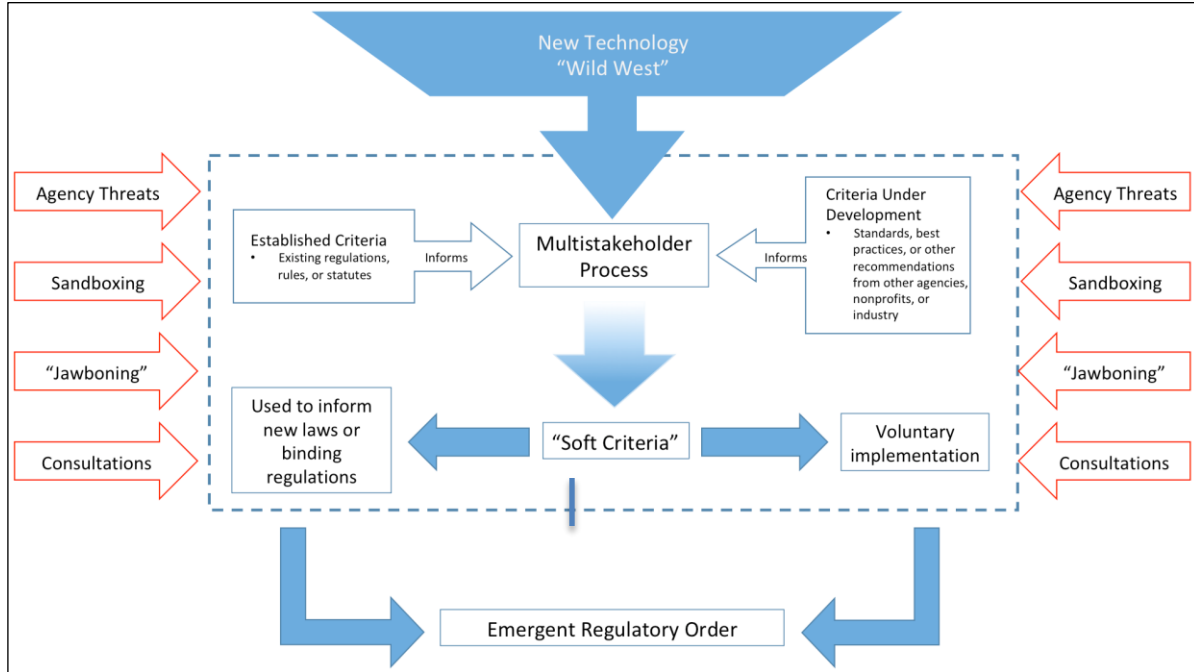 New Technology
“Wild West”
Agency Threats
Sandboxing
“Jawboning”
Consultations
Established Criteria
• Existing regulations,
rules, or statutes
Informs
Multistakeholder
Process
Informs
Criteria Under
Development
• Standards, best
practices, or other
recommendations
from other agencies,
nonprofits, or
industry
Used to inform
new laws or
binding
regulations
“Soft Criteria”
Voluntary
implementation
Agency Threats
Sandboxing
“Jawboning”
Consultations
Emergent Regulatory Order